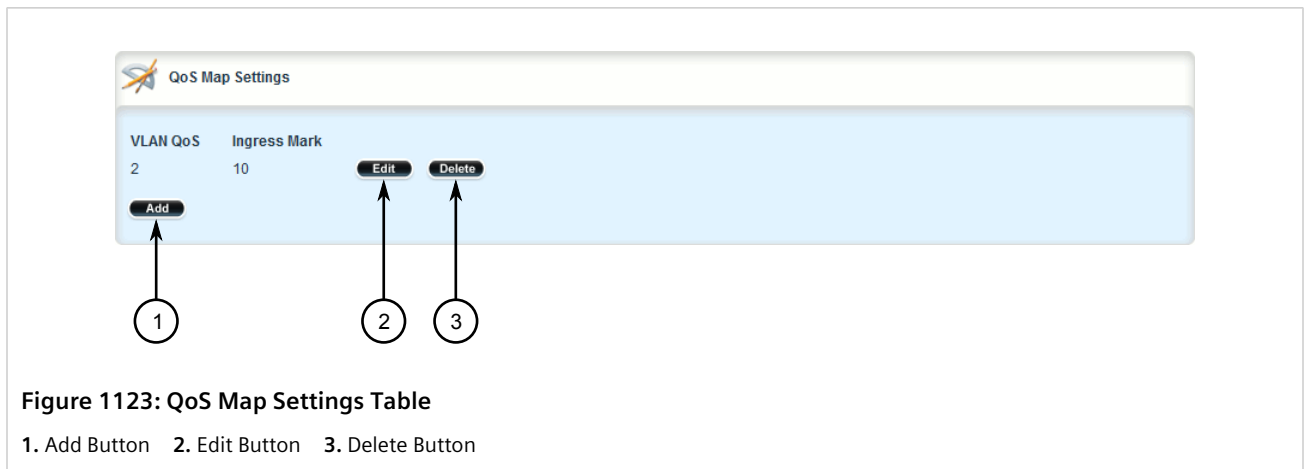 QoS Map Settings
VLAN QoS Ingress Mark
2 10 Edit Delete
Add
1 2 3
Figure 1123: QoS Map Settings Table
1. Add Button 2. Edit Button 3. Delete Button